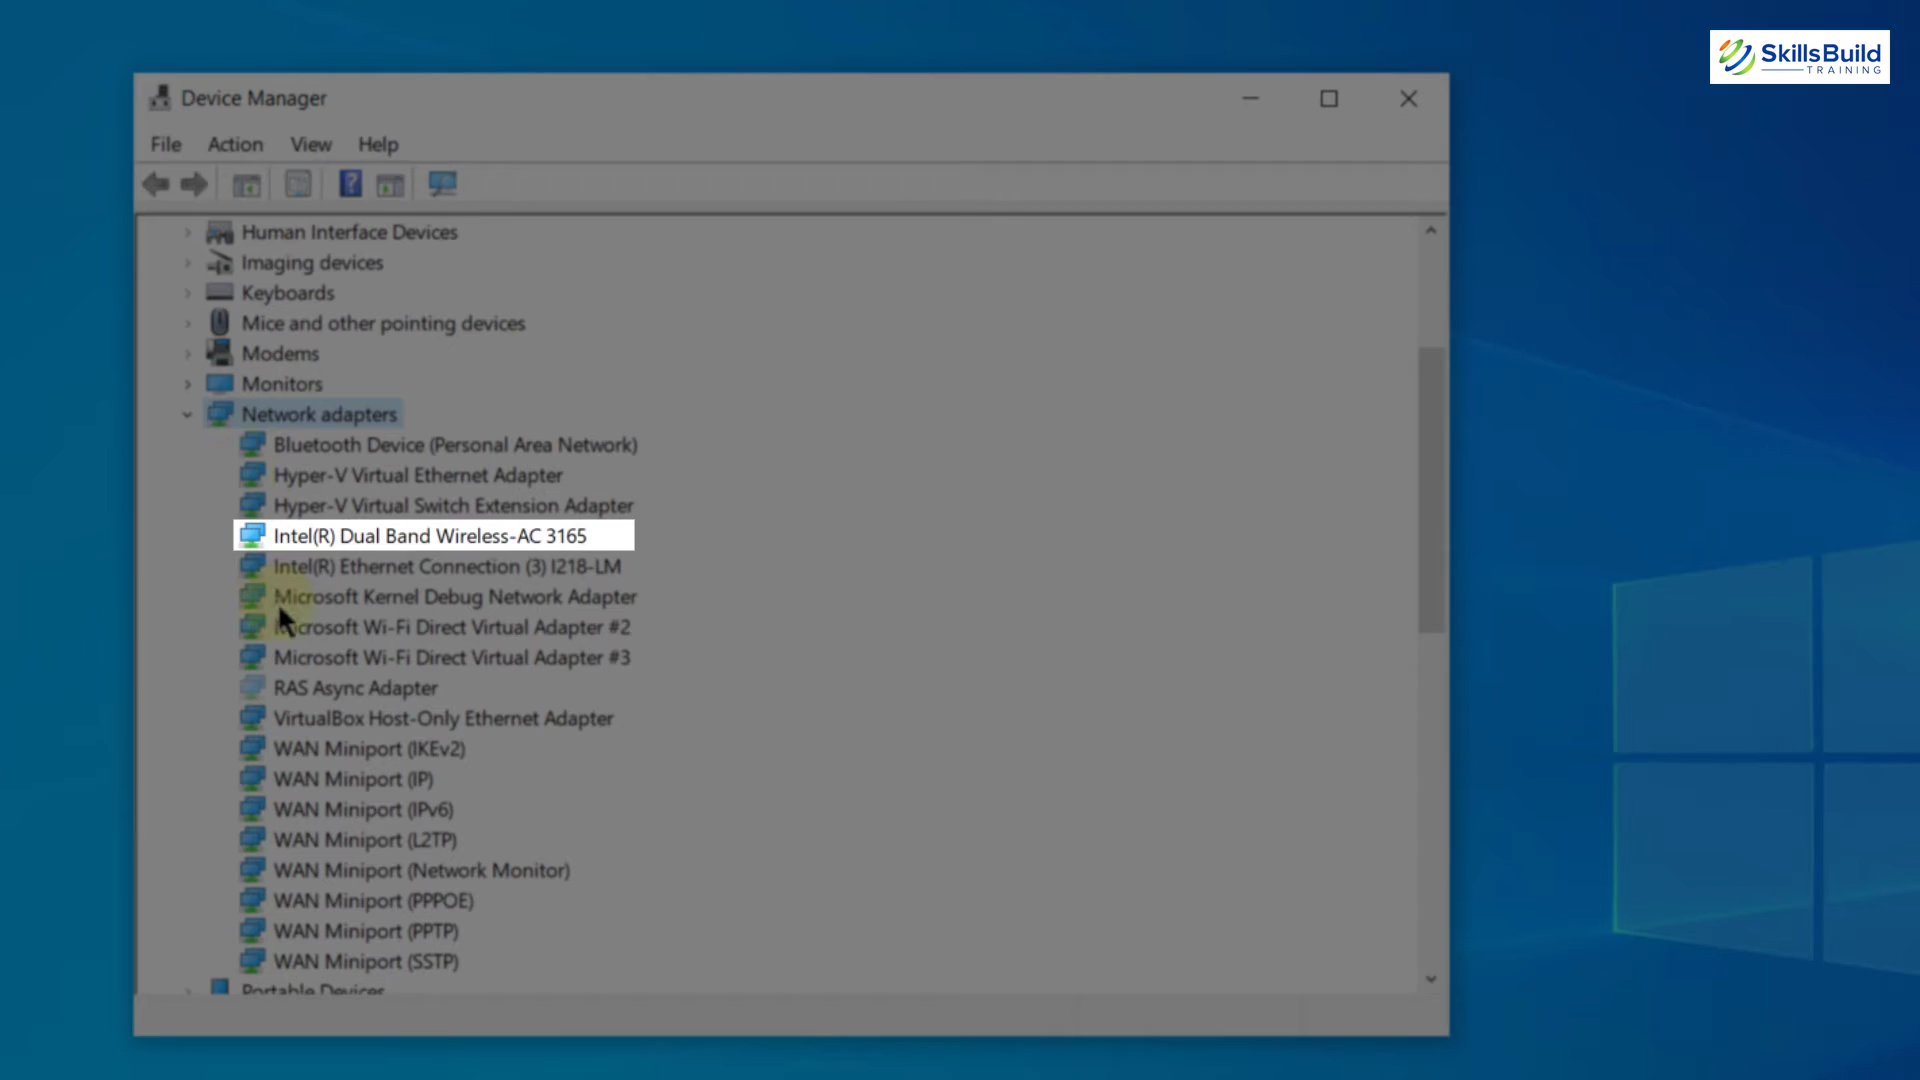 SkillsBuild
TRAINING
Device Manager
File Action View Help
Human Interface Devices
Imaging devices
Keyboards
Mice and other pointing devices
Modems
Monitors
Network adapters
Bluetooth Device (Personal Area Network)
Hyper-V Virtual Ethernet Adapter
Hyper-V Virtual Switch Extension Adapter
Intel(R) Dual Band Wireless-AC 3165
Intel(R) Ethernet Connection (3) I218-LM
Microsoft Kernel Debug Network Adapter
Microsoft Wi-Fi Direct Virtual Adapter #2
Microsoft Wi-Fi Direct Virtual Adapter #3
RAS Async Adapter
VirtualBox Host-Only Ethernet Adapter
WAN Miniport (IKEv2)
WAN Miniport (IP)
WAN Miniport (IPv6)
WAN Miniport (L2TP)
WAN Miniport (Network Monitor)
WAN Miniport (PPPOE)
WAN Miniport (PPTP)
WAN Miniport (SSTP)
Portable Devices